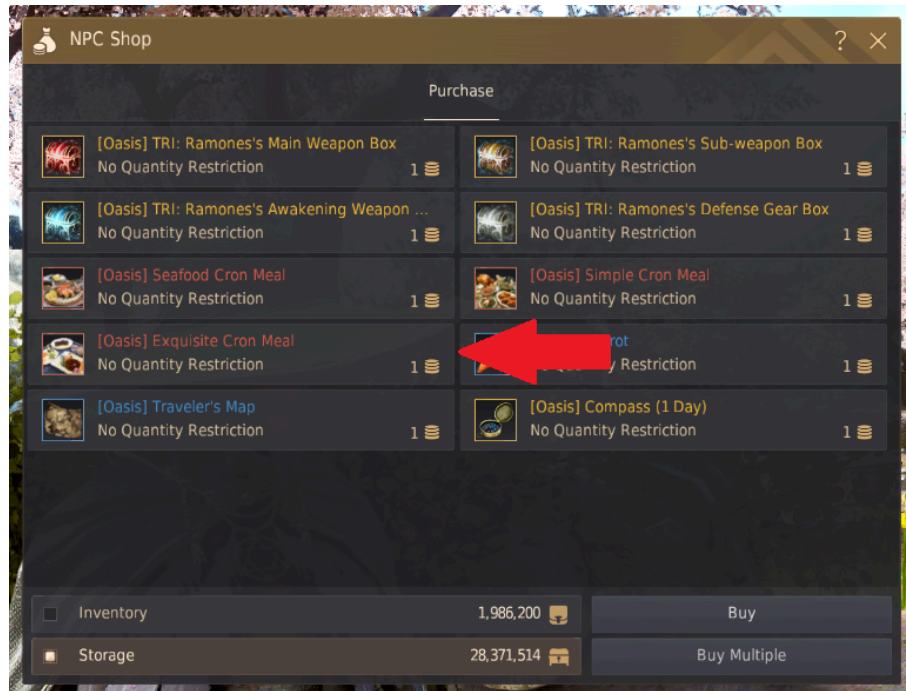 NPC Shop ?
Purchase
[Oasis] TRI: Ramones's Main Weapon Box
No Quantity Restriction
1
[Oasis] TRI: Ramones's Sub-weapon Box
No Quantity Restriction
1
[Oasis] TRI: Ramones's Awakening Weapon ...
No Quantity Restriction
1
[Oasis] TRI: Ramones's Defense Gear Box
No Quantity Restriction
1
[Oasis] Seafood Cron Meal
No Quantity Restriction
1
[Oasis] Simple Cron Meal
No Quantity Restriction
1
[Oasis] Exquisite Cron Meal
No Quantity Restriction
1
Restriction
1
[Oasis] Traveler's Map
No Quantity Restriction
1
[Oasis] Compass (1 Day)
No Quantity Restriction
1
Inventory 1,986,200
Buy
Storage 28,371,514
Buy Multiple